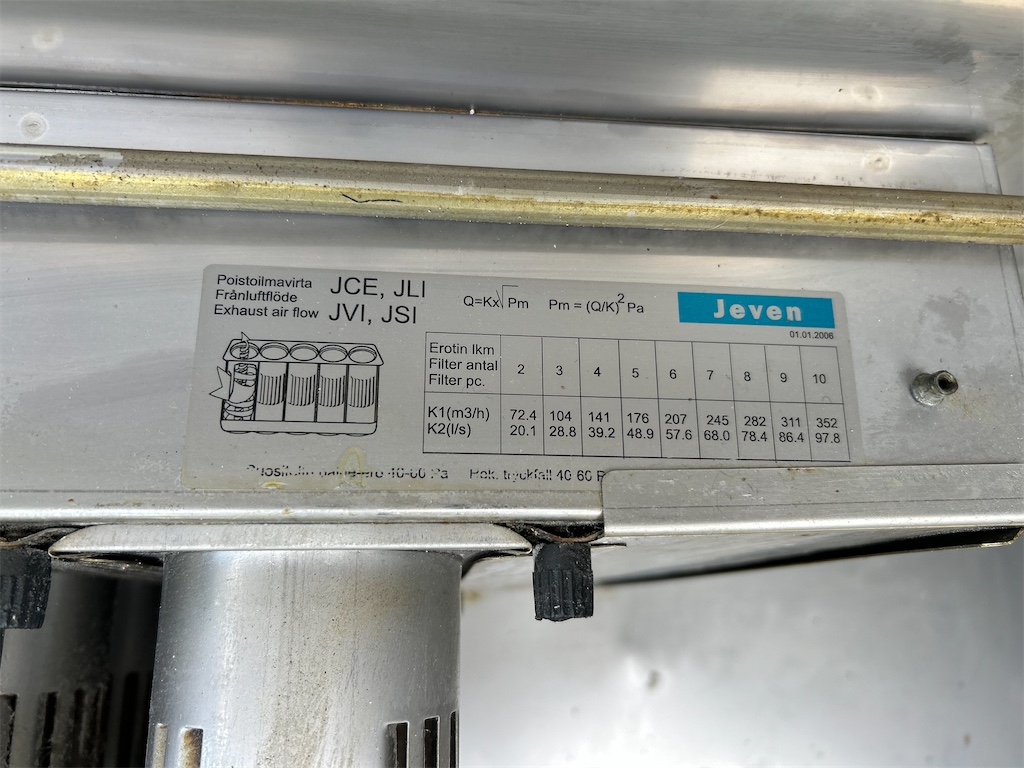 Poistoilmavirta JCE, JLI
Frånluftflöde
Exhaust air flow JVI, JSI
Q=Kx√Pm Pm = (Q/K)² Pa
Jeven
01.01.2006
Erotin lkm
Filter antal
Filter pc.
2 3 4 5 6 7 8 9 10
K1(m3/h) 72.4 104 141 176 207 245 282 311 352
K2(l/s) 20.1 28.8 39.2 48.9 57.6 68.0 78.4 86.4 97.8
40-60 Pa Rek. tryckfall 40 60